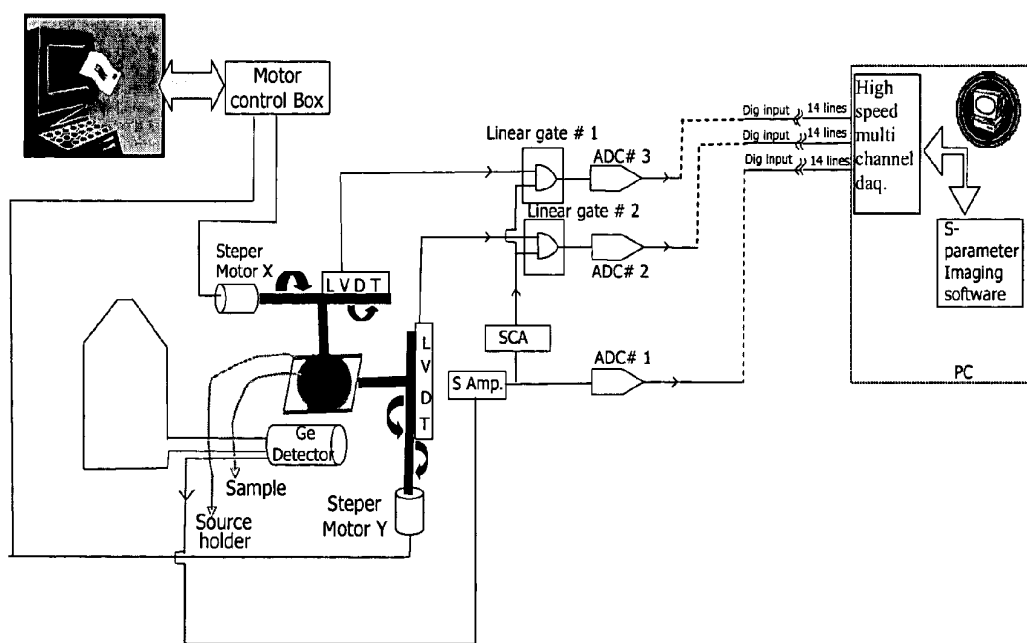 Motor
control Box
High
speed
multi
channel
daq.
Dig input
14 lines
Dig input
14 lines
Dig Input
14 lines
Linear gate # 1
ADC# 3
Linear gate # 2
ADC# 2
S-
parameter
Imaging
software
PC
Steper
Motor X
L V D T
L
V
D
T
SCA
S Amp.
ADC# 1
Ge
Detector
Sample
Source
holder
Steper
Motor Y